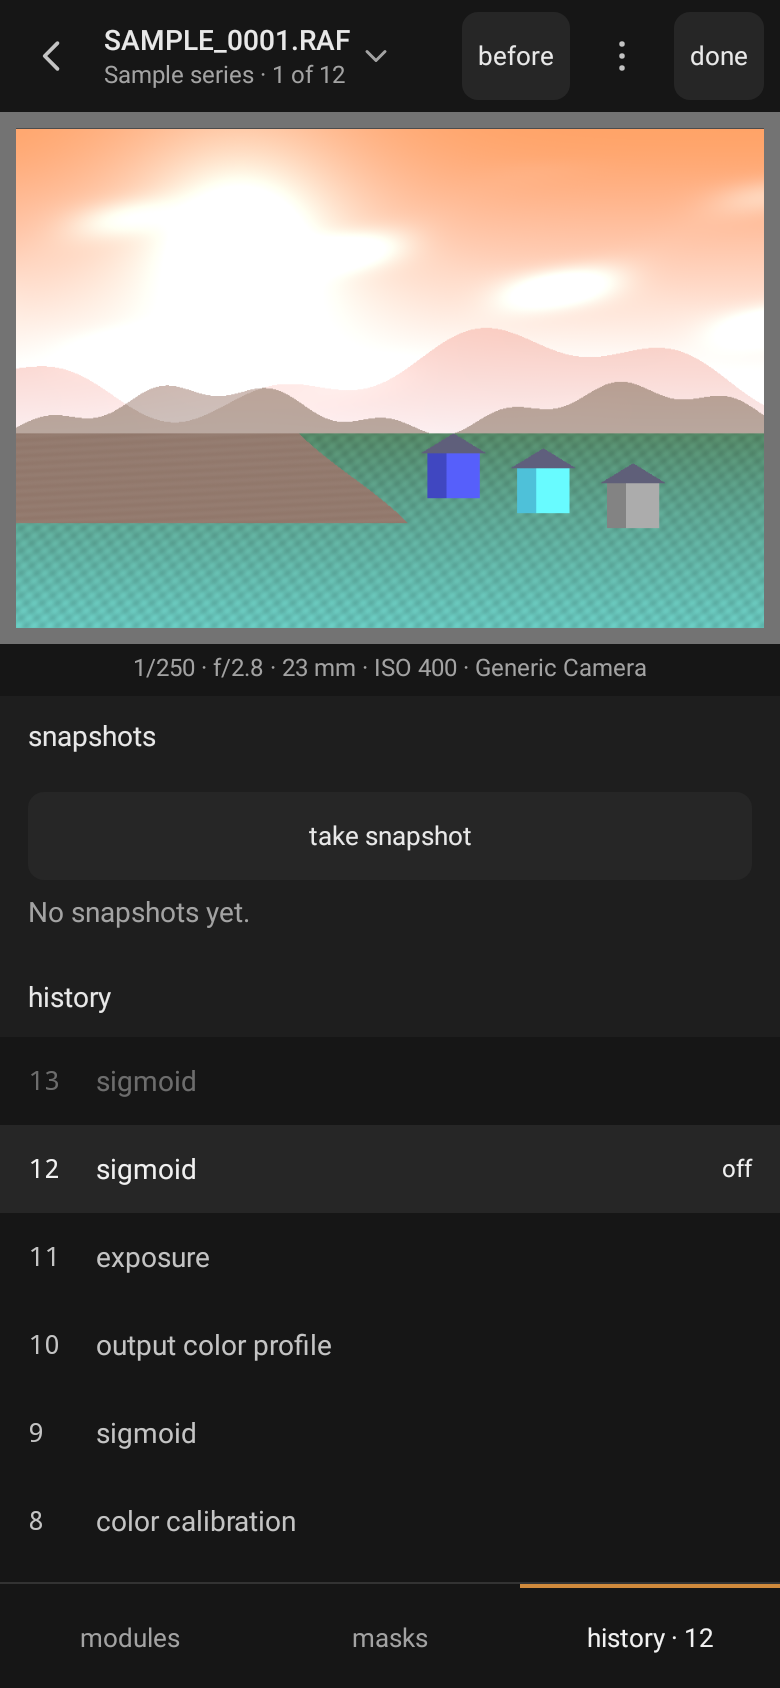 SAMPLE_0001.RAF
Sample series · 1 of 12
before
done
1/250 · f/2.8 · 23 mm · ISO 400 · Generic Camera
snapshots
take snapshot
No snapshots yet.
history
13 sigmoid
12 sigmoid off
11 exposure
10 output color profile
9 sigmoid
8 color calibration
modules masks history · 12